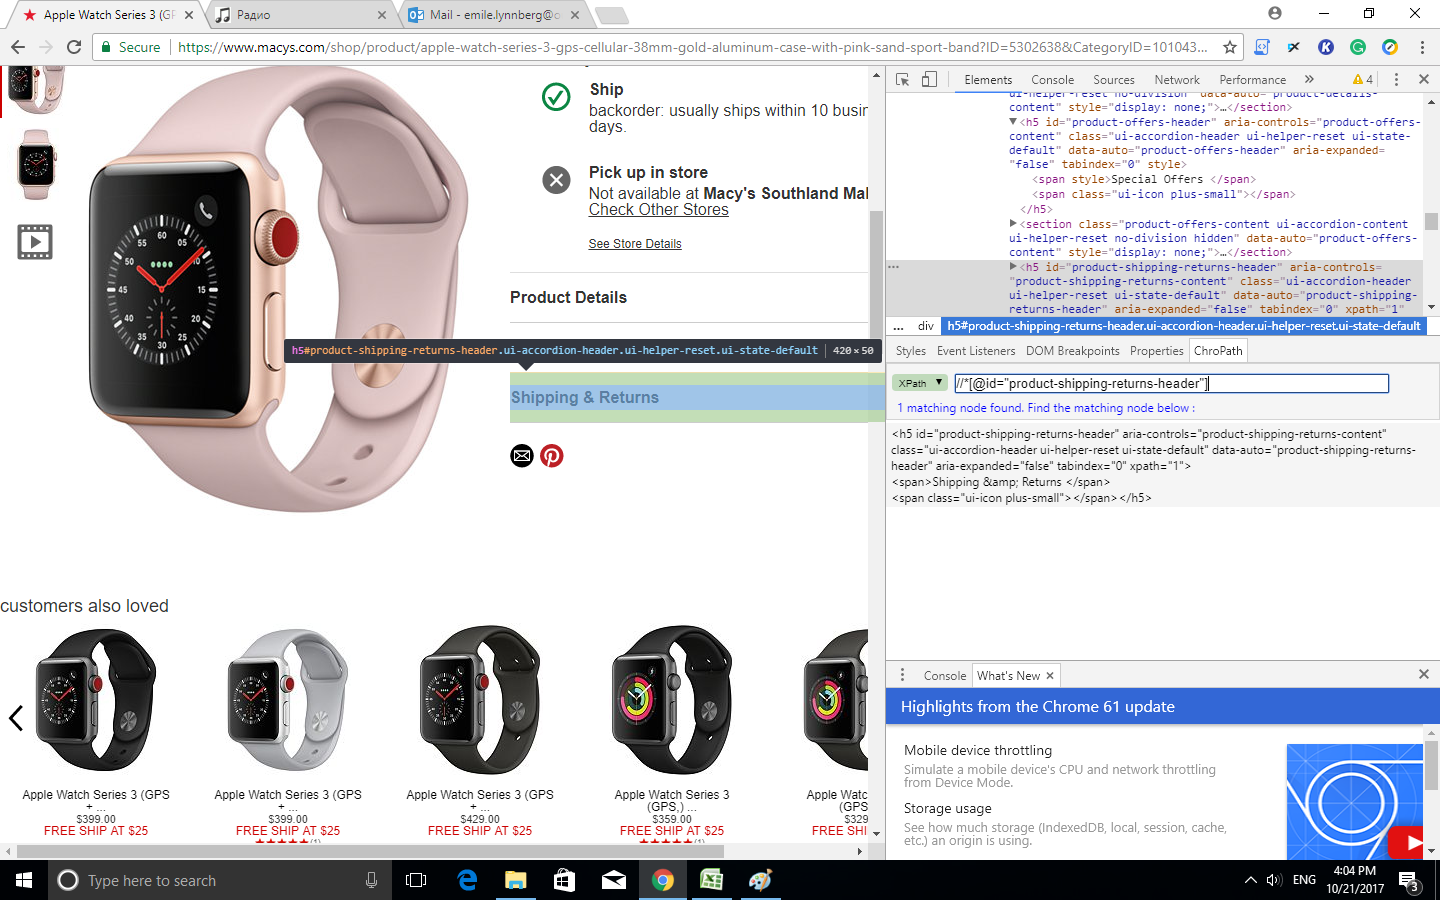 Apple Watch Series 3 (GP
Радио
Mail - emile.lynnberg@o
Secure
https://www.macys.com/shop/product/apple-watch-series-3-gps-cellular-38mm-gold-aluminum-case-with-pink-sand-sport-band?ID=5302638&CategoryID=101043...
Ship
backorder: usually ships within 10 busin
days.
Pick up in store
Not available at Macy's Southland Mal
Check Other Stores
See Store Details
Product Details
h5#product-shipping-returns-header.ui-accordion-header.ui-helper-reset.ui-state-default | 420 × 50
Shipping & Returns
55 60 05
50 10
45 15
40 20
35 30 25
customers also loved
Apple Watch Series 3 (GPS
+ ...
$399.00
FREE SHIP AT $25
(1)
Apple Watch Series 3 (GPS
+ ...
$399.00
FREE SHIP AT $25
Apple Watch Series 3 (GPS
+ ...
$429.00
FREE SHIP AT $25
Apple Watch Series 3
(GPS,) ...
$359.00
FREE SHIP AT $25
(1)
Apple Watc
(GPS
$329
FREE SHI
Elements Console Sources Network Performance » 4
ui-helper-reset no-division" data-auto="product-details-
content" style="display: none;">…</section>
<h5 id="product-offers-header" aria-controls="product-offers-
content" class="ui-accordion-header ui-helper-reset ui-state-
default" data-auto="product-offers-header" aria-expanded=
"false" tabindex="0" style>
<span style>Special Offers </span>
<span class="ui-icon plus-small"></span>
</h5>
<section class="product-offers-content ui-accordion-content
ui-helper-reset no-division hidden" data-auto="product-offers-
content" style="display: none;">…</section>
<h5 id="product-shipping-returns-header" aria-controls=
"product-shipping-returns-content" class="ui-accordion-header
ui-helper-reset ui-state-default" data-auto="product-shipping-
returns-header" aria-expanded="false" tabindex="0" xpath="1"
... div h5#product-shipping-returns-header.ui-accordion-header.ui-helper-reset.ui-state-default
Styles Event Listeners DOM Breakpoints Properties ChroPath
XPath //*[@id="product-shipping-returns-header"]
1 matching node found. Find the matching node below :
<h5 id="product-shipping-returns-header" aria-controls="product-shipping-returns-content"
class="ui-accordion-header ui-helper-reset ui-state-default" data-auto="product-shipping-returns-
header" aria-expanded="false" tabindex="0" xpath="1">
<span>Shipping &amp; Returns </span>
<span class="ui-icon plus-small"></span></h5>
Console What's New
Highlights from the Chrome 61 update
Mobile device throttling
Simulate a mobile device's CPU and network throttling
from Device Mode.
Storage usage
See how much storage (IndexedDB, local, session, cache,
etc.) an origin is using.
Type here to search
ENG
4:04 PM
10/21/2017
3